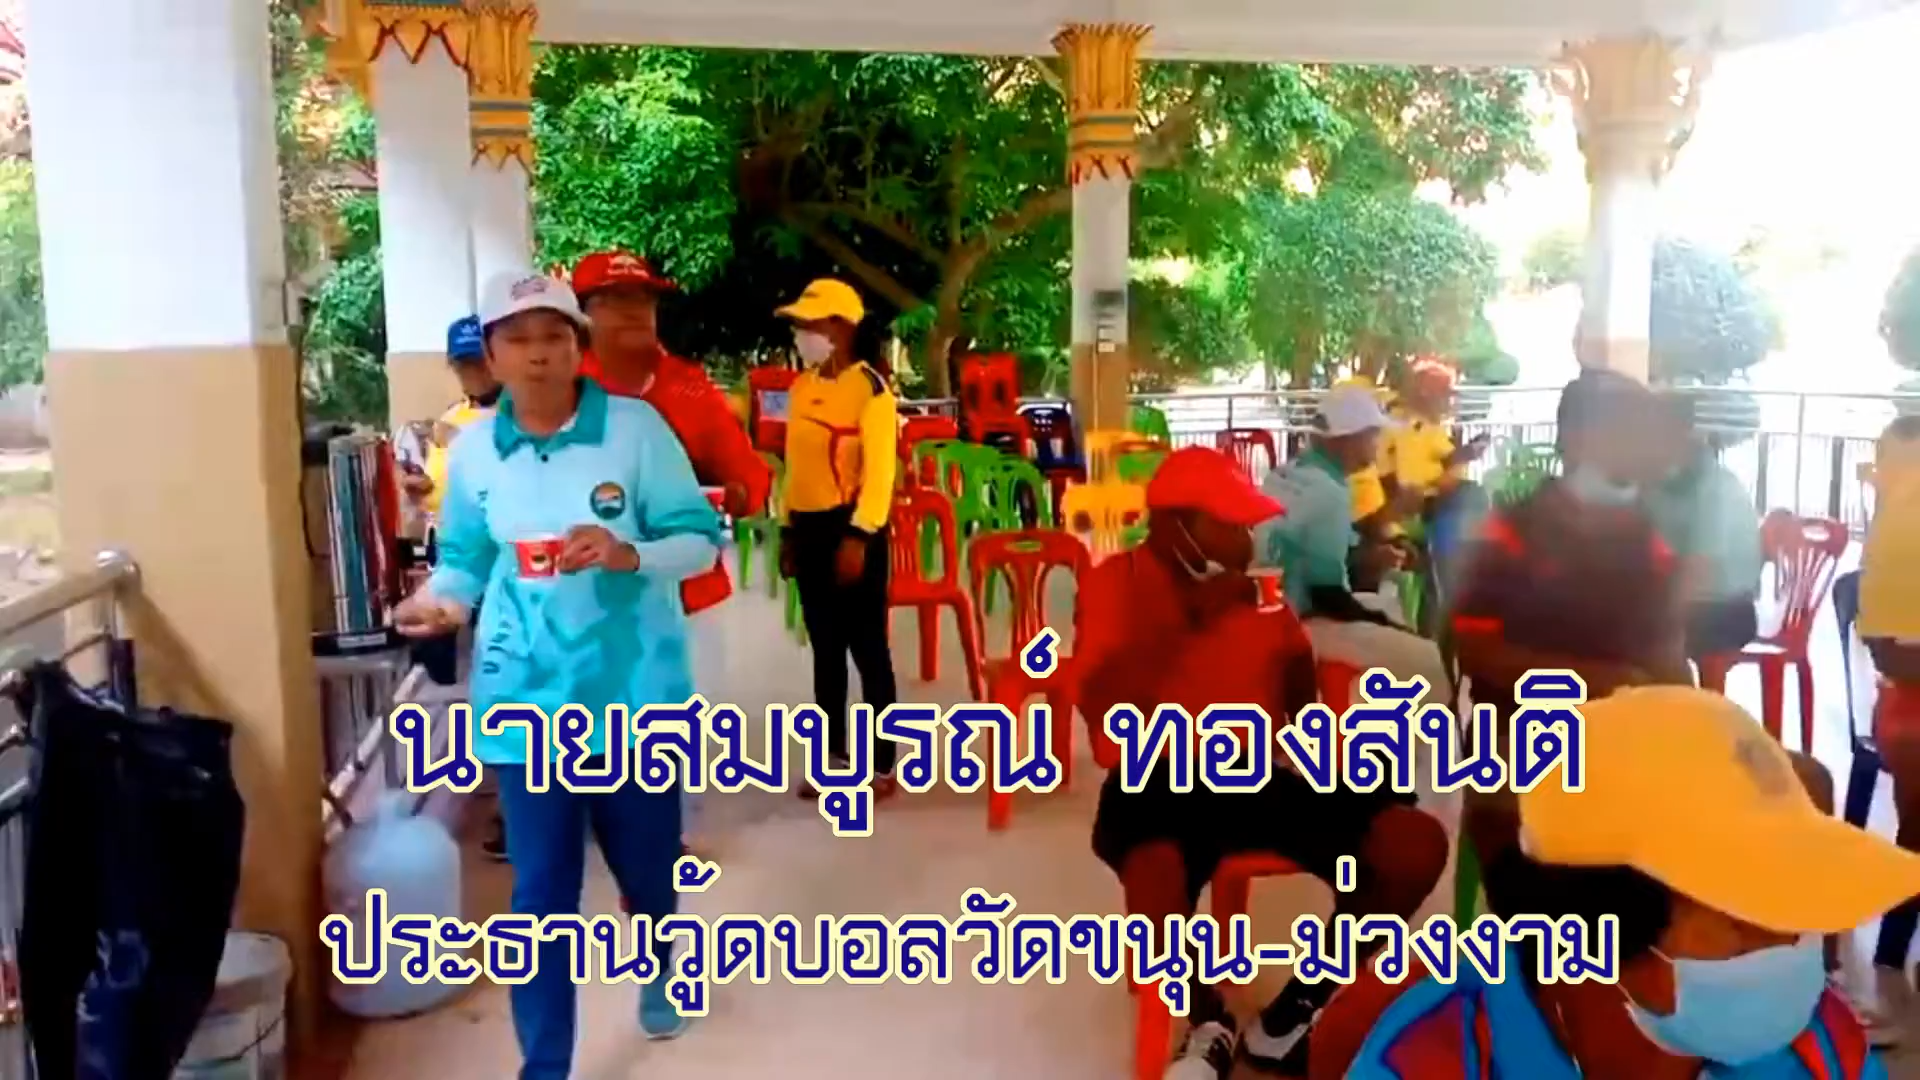 นายสมบูรณ์ ทองสันติ
ประธานวู้ดบอลวัดขนุน-ม่วงงาม